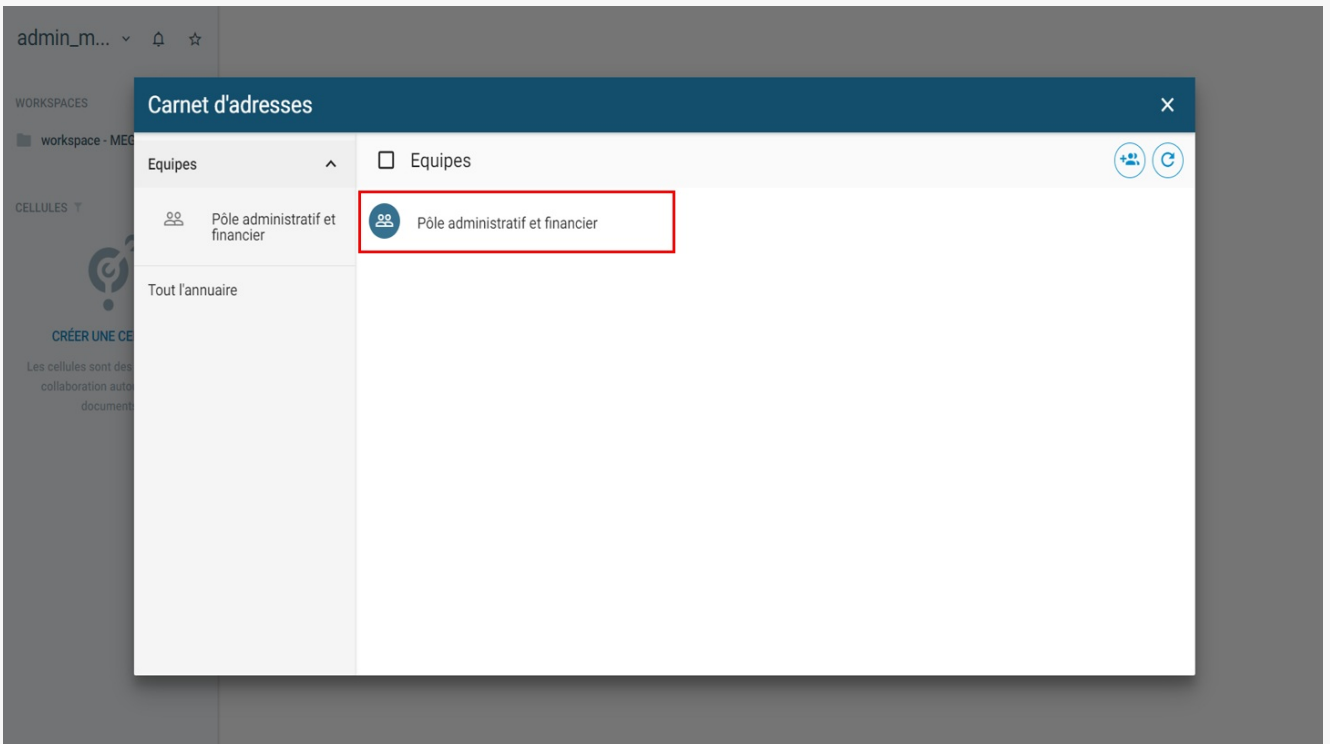 admin_m...
WORKSPACES
workspace - MEG
CELLULES
CRÉER UNE CE
Les cellules sont des
collaboration auto
document
Carnet d'adresses
Equipes
Pôle administratif et
financier
Tout l'annuaire
Equipes
Pôle administratif et financier